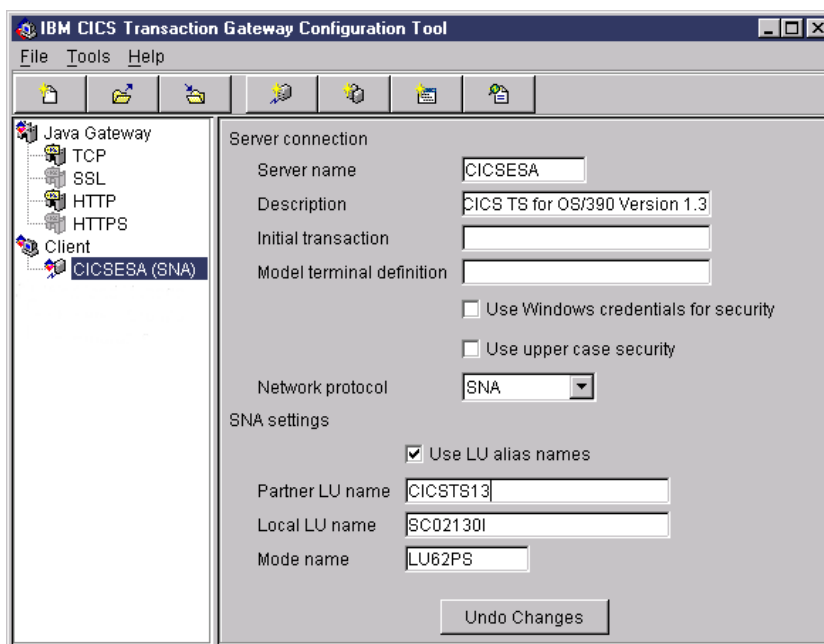 IBM CICS Transaction Gateway Configuration Tool
File Tools Help
Java Gateway
TCP
SSL
HTTP
HTTPS
Client
CICSESA (SNA)
Server connection
Server name CICSESA
Description CICS TS for OS/390 Version 1.3
Initial transaction
Model terminal definition
Use Windows credentials for security
Use upper case security
Network protocol SNA
SNA settings
Use LU alias names
Partner LU name CICSTS13
Local LU name SC02130I
Mode name LU62PS
Undo Changes